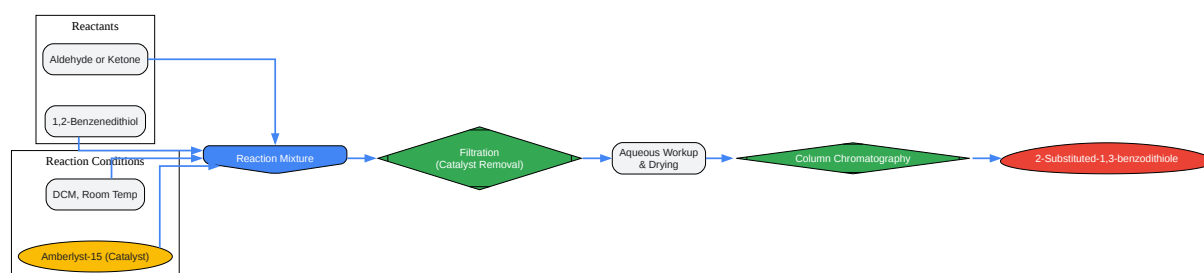 Reactants
Aldehyde or Ketone
1,2-Benzenedithiol
Reaction Conditions
DCM, Room Temp
Amberlyst-15 (Catalyst)
Reaction Mixture
Filtration
(Catalyst Removal)
Aqueous Workup
& Drying
Column Chromatography
2-Substituted-1,3-benzodithiole